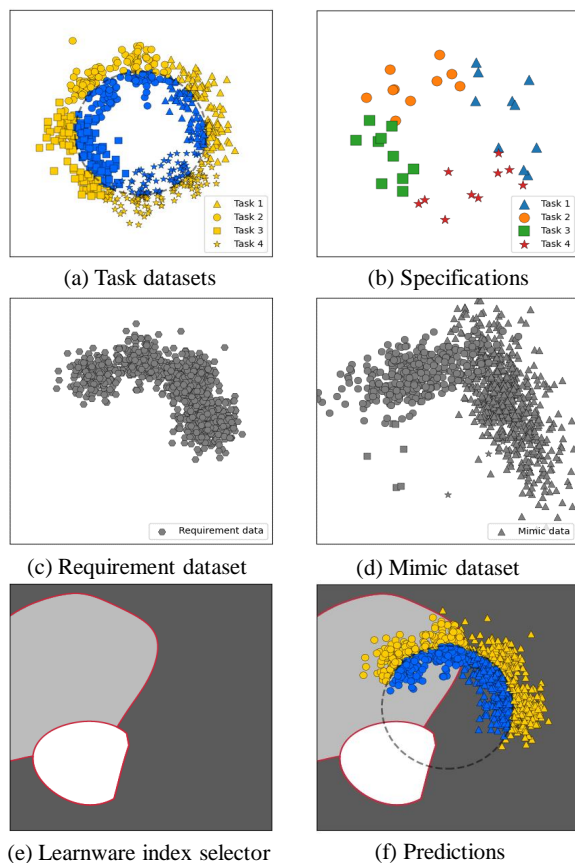 Task 1
Task 2
Task 3
Task 4
Task 1
Task 2
Task 3
Task 4
(a) Task datasets
(b) Specifications
Requirement data
Mimic data
(c) Requirement dataset
(d) Mimic dataset
(e) Learnware index selector
(f) Predictions